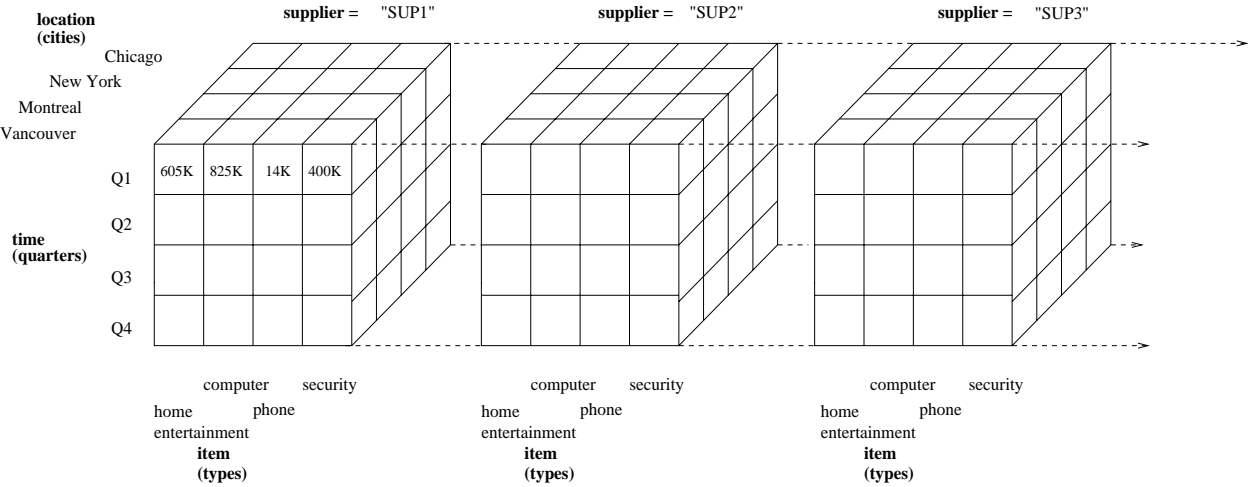 supplier = "SUP1" supplier = "SUP2" supplier = "SUP3"
location
(cities)
Chicago
New York
Montreal
Vancouver
Q1 605K 825K 14K 400K
Q2
time
(quarters)
Q3
Q4
computer security computer security computer security
home phone home phone home phone
entertainment entertainment entertainment
item item item
(types) (types) (types)